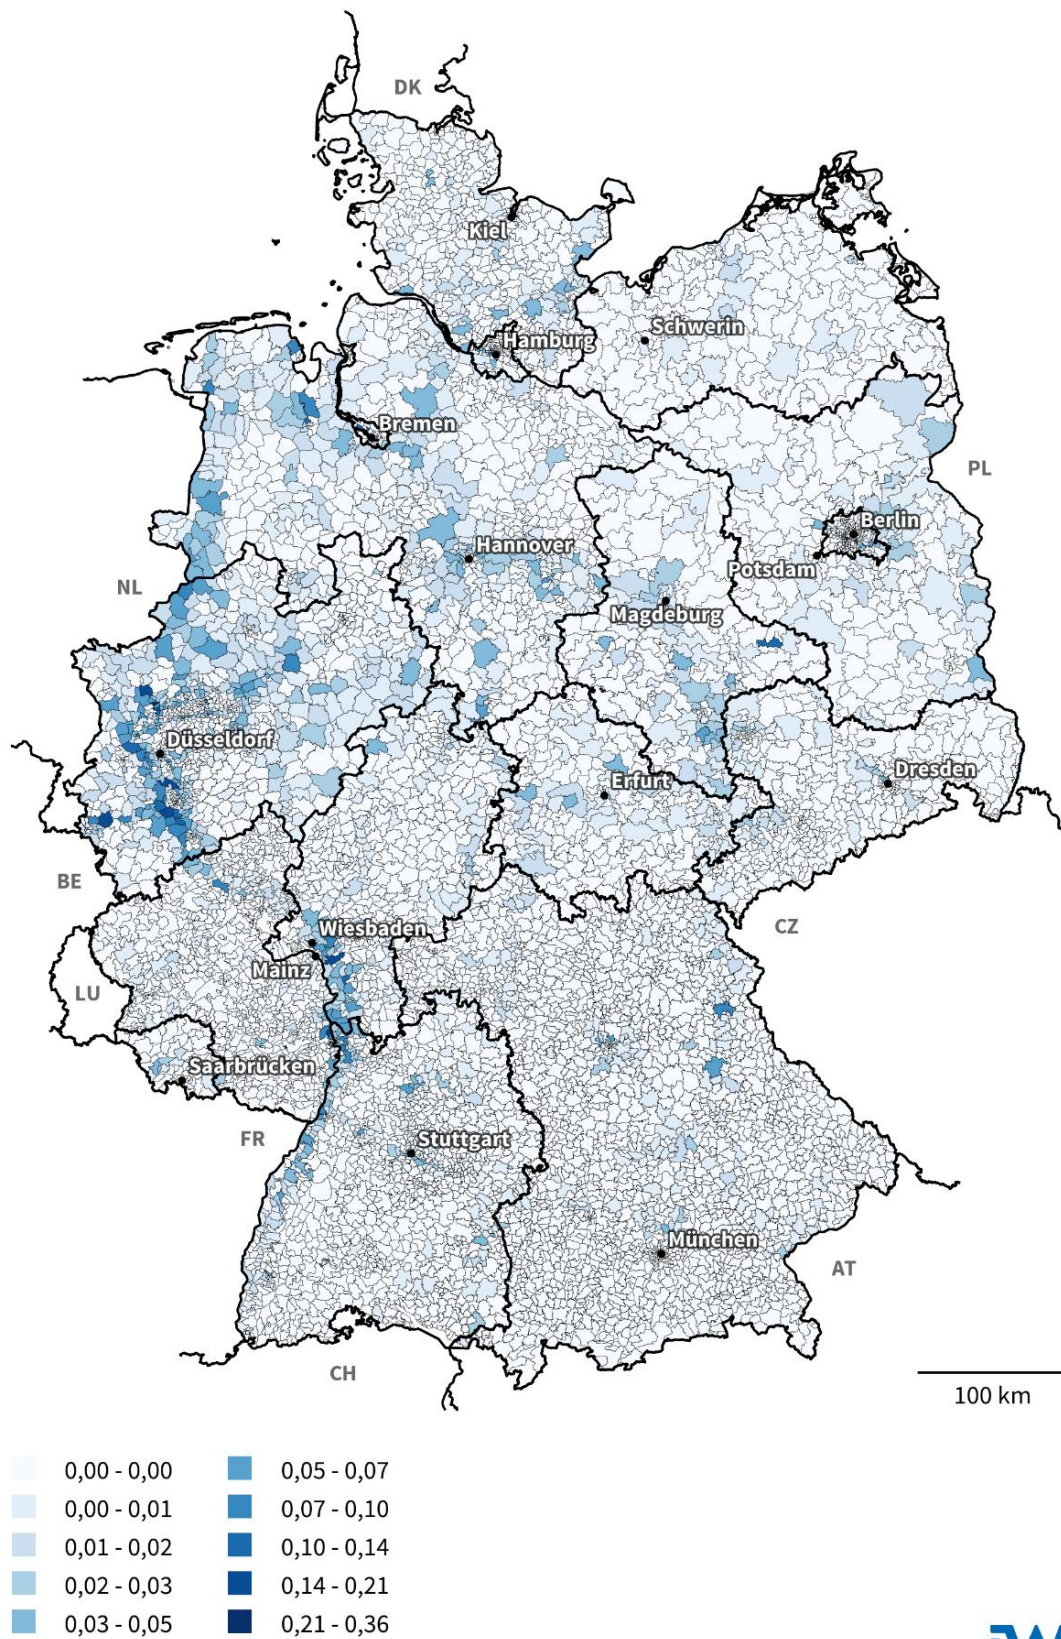 DK
Kiel
Schwerin
Hamburg
Bremen
PL
Berlin
Hannover
Potsdam
NL
Magdeburg
Düsseldorf
Erfurt
Dresden
BE
Wiesbaden
CZ
Mainz
LU
Saarbrücken
FR
Stuttgart
München
AT
CH
100 km
0,00 - 0,00
0,00 - 0,01
0,01 - 0,02
0,02 - 0,03
0,03 - 0,05
0,05 - 0,07
0,07 - 0,10
0,10 - 0,14
0,14 - 0,21
0,21 - 0,36